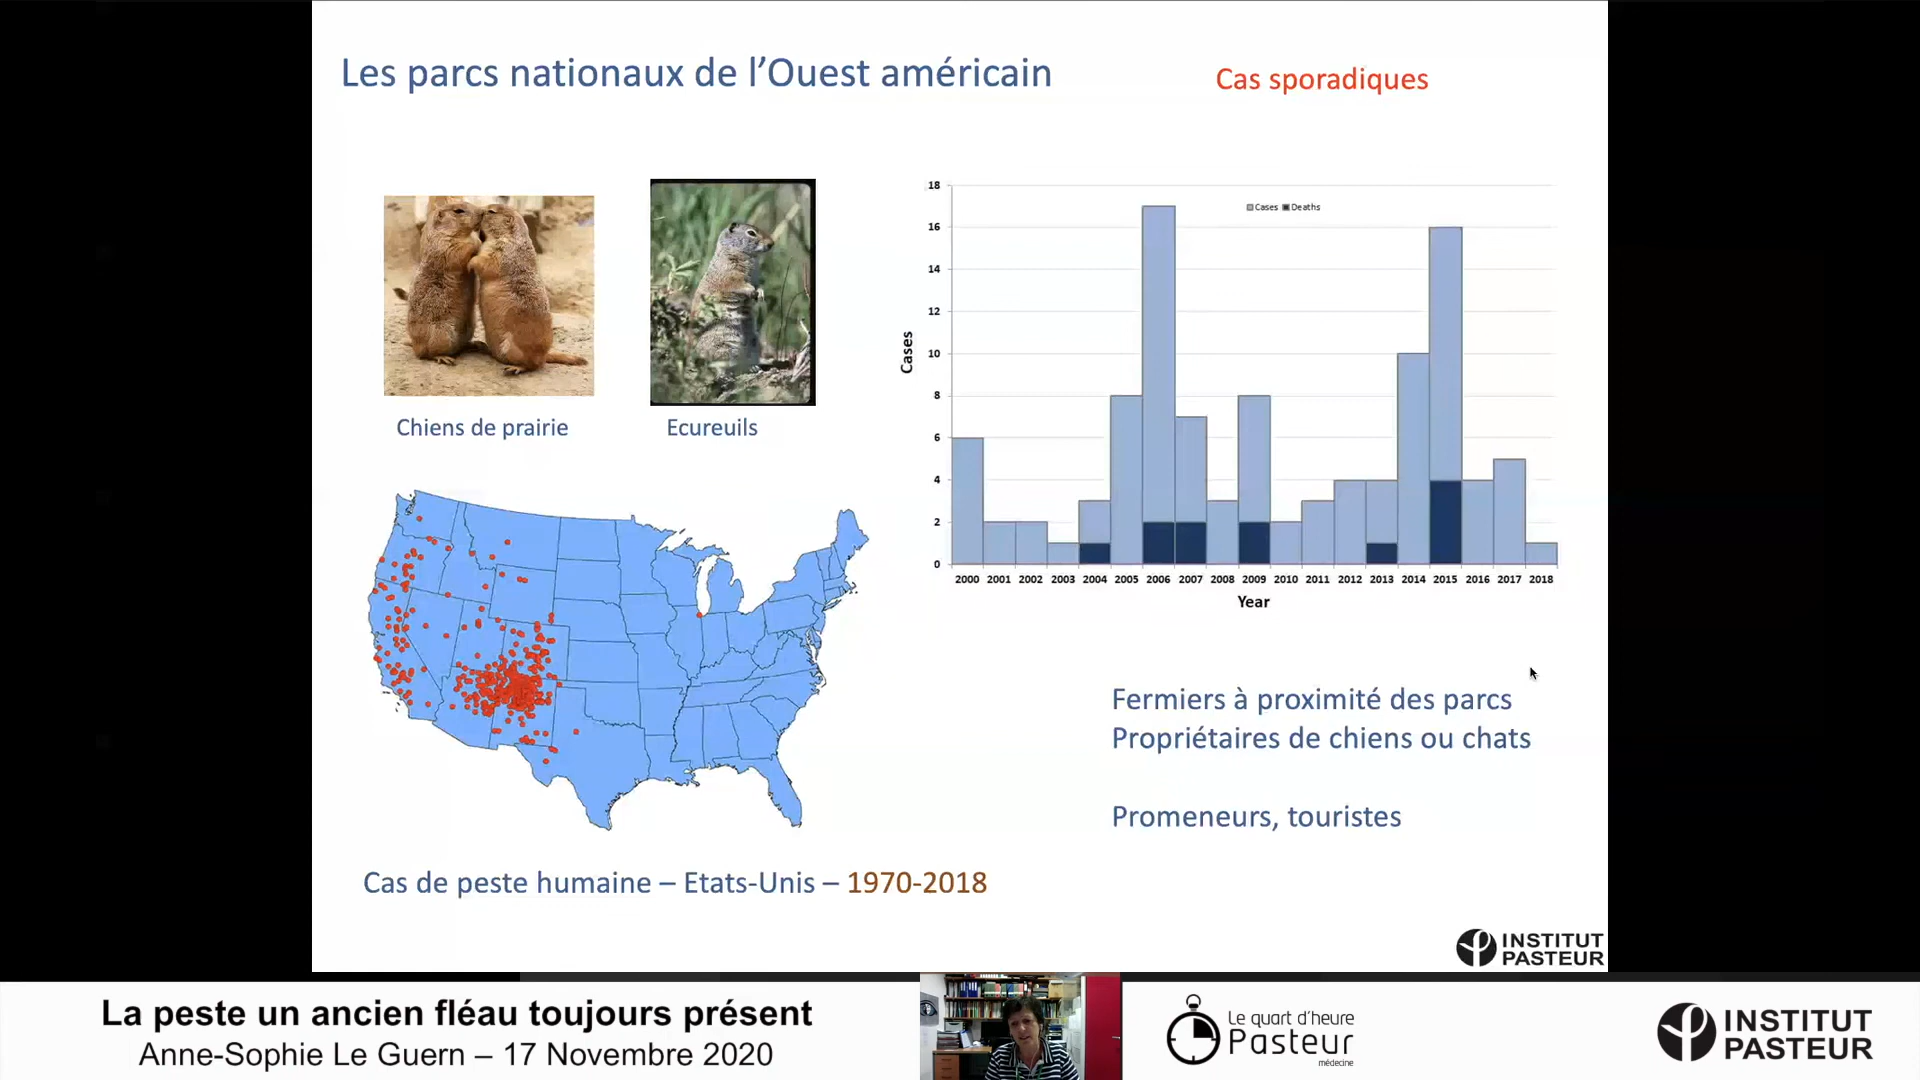 Les parcs nationaux de l’Ouest américain
Cas sporadiques
Chiens de prairie
Ecureuils
18
16
14
12
10
8
6
4
2
0
Cases
Cases Deaths
2000 2001 2002 2003 2004 2005 2006 2007 2008 2009 2010 2011 2012 2013 2014 2015 2016 2017 2018
Year
Fermiers à proximité des parcs
Propriétaires de chiens ou chats
Promeneurs, touristes
Cas de peste humaine – Etats-Unis – 1970-2018
INSTITUT
PASTEUR
La peste un ancien fléau toujours présent
Anne-Sophie Le Guern – 17 Novembre 2020
Le quart d'heure
Pasteur
médecine
INSTITUT
PASTEUR